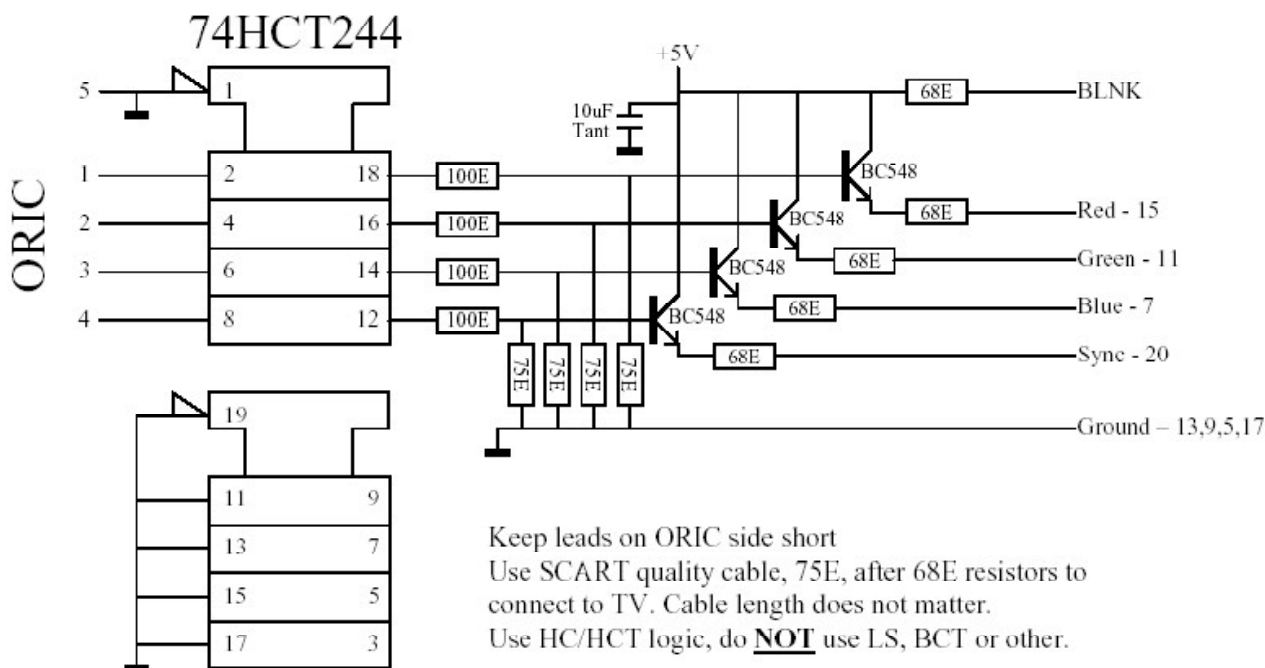 74HCT244
+5V
5
1
68E
BLNK
10uF
Tant
ORIC
1
2
18
100E
BC548
2
4
16
100E
BC548
68E
Red - 15
3
6
14
100E
BC548
68E
Green - 11
4
8
12
100E
BC548
68E
Blue - 7
68E
Sync - 20
75E
75E
75E
75E
19
Ground – 13,9,5,17
11
9
13
7
15
5
17
3
Keep leads on ORIC side short
Use SCART quality cable, 75E, after 68E resistors to
connect to TV. Cable length does not matter.
Use HC/HCT logic, do NOT use LS, BCT or other.